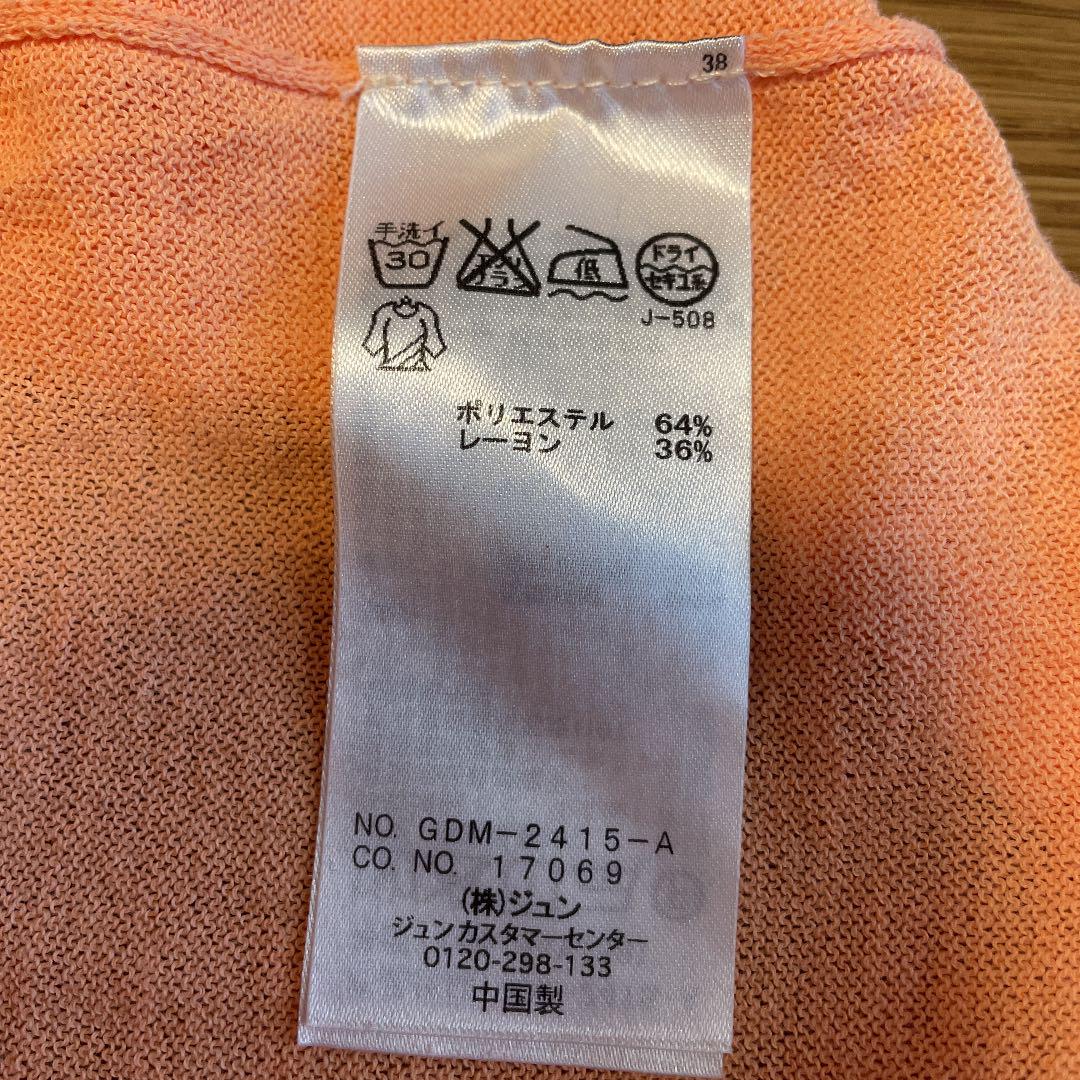 38
手洗イ
30
エンソ
サラシ
低
ドライ
セキユ系
J-508
ポリエステル 64%
レーヨン 36%
NO. GDM-2415-A
CO. NO. 17069
(株)ジュン
ジュンカスタマーセンター
0120-298-133
中国製